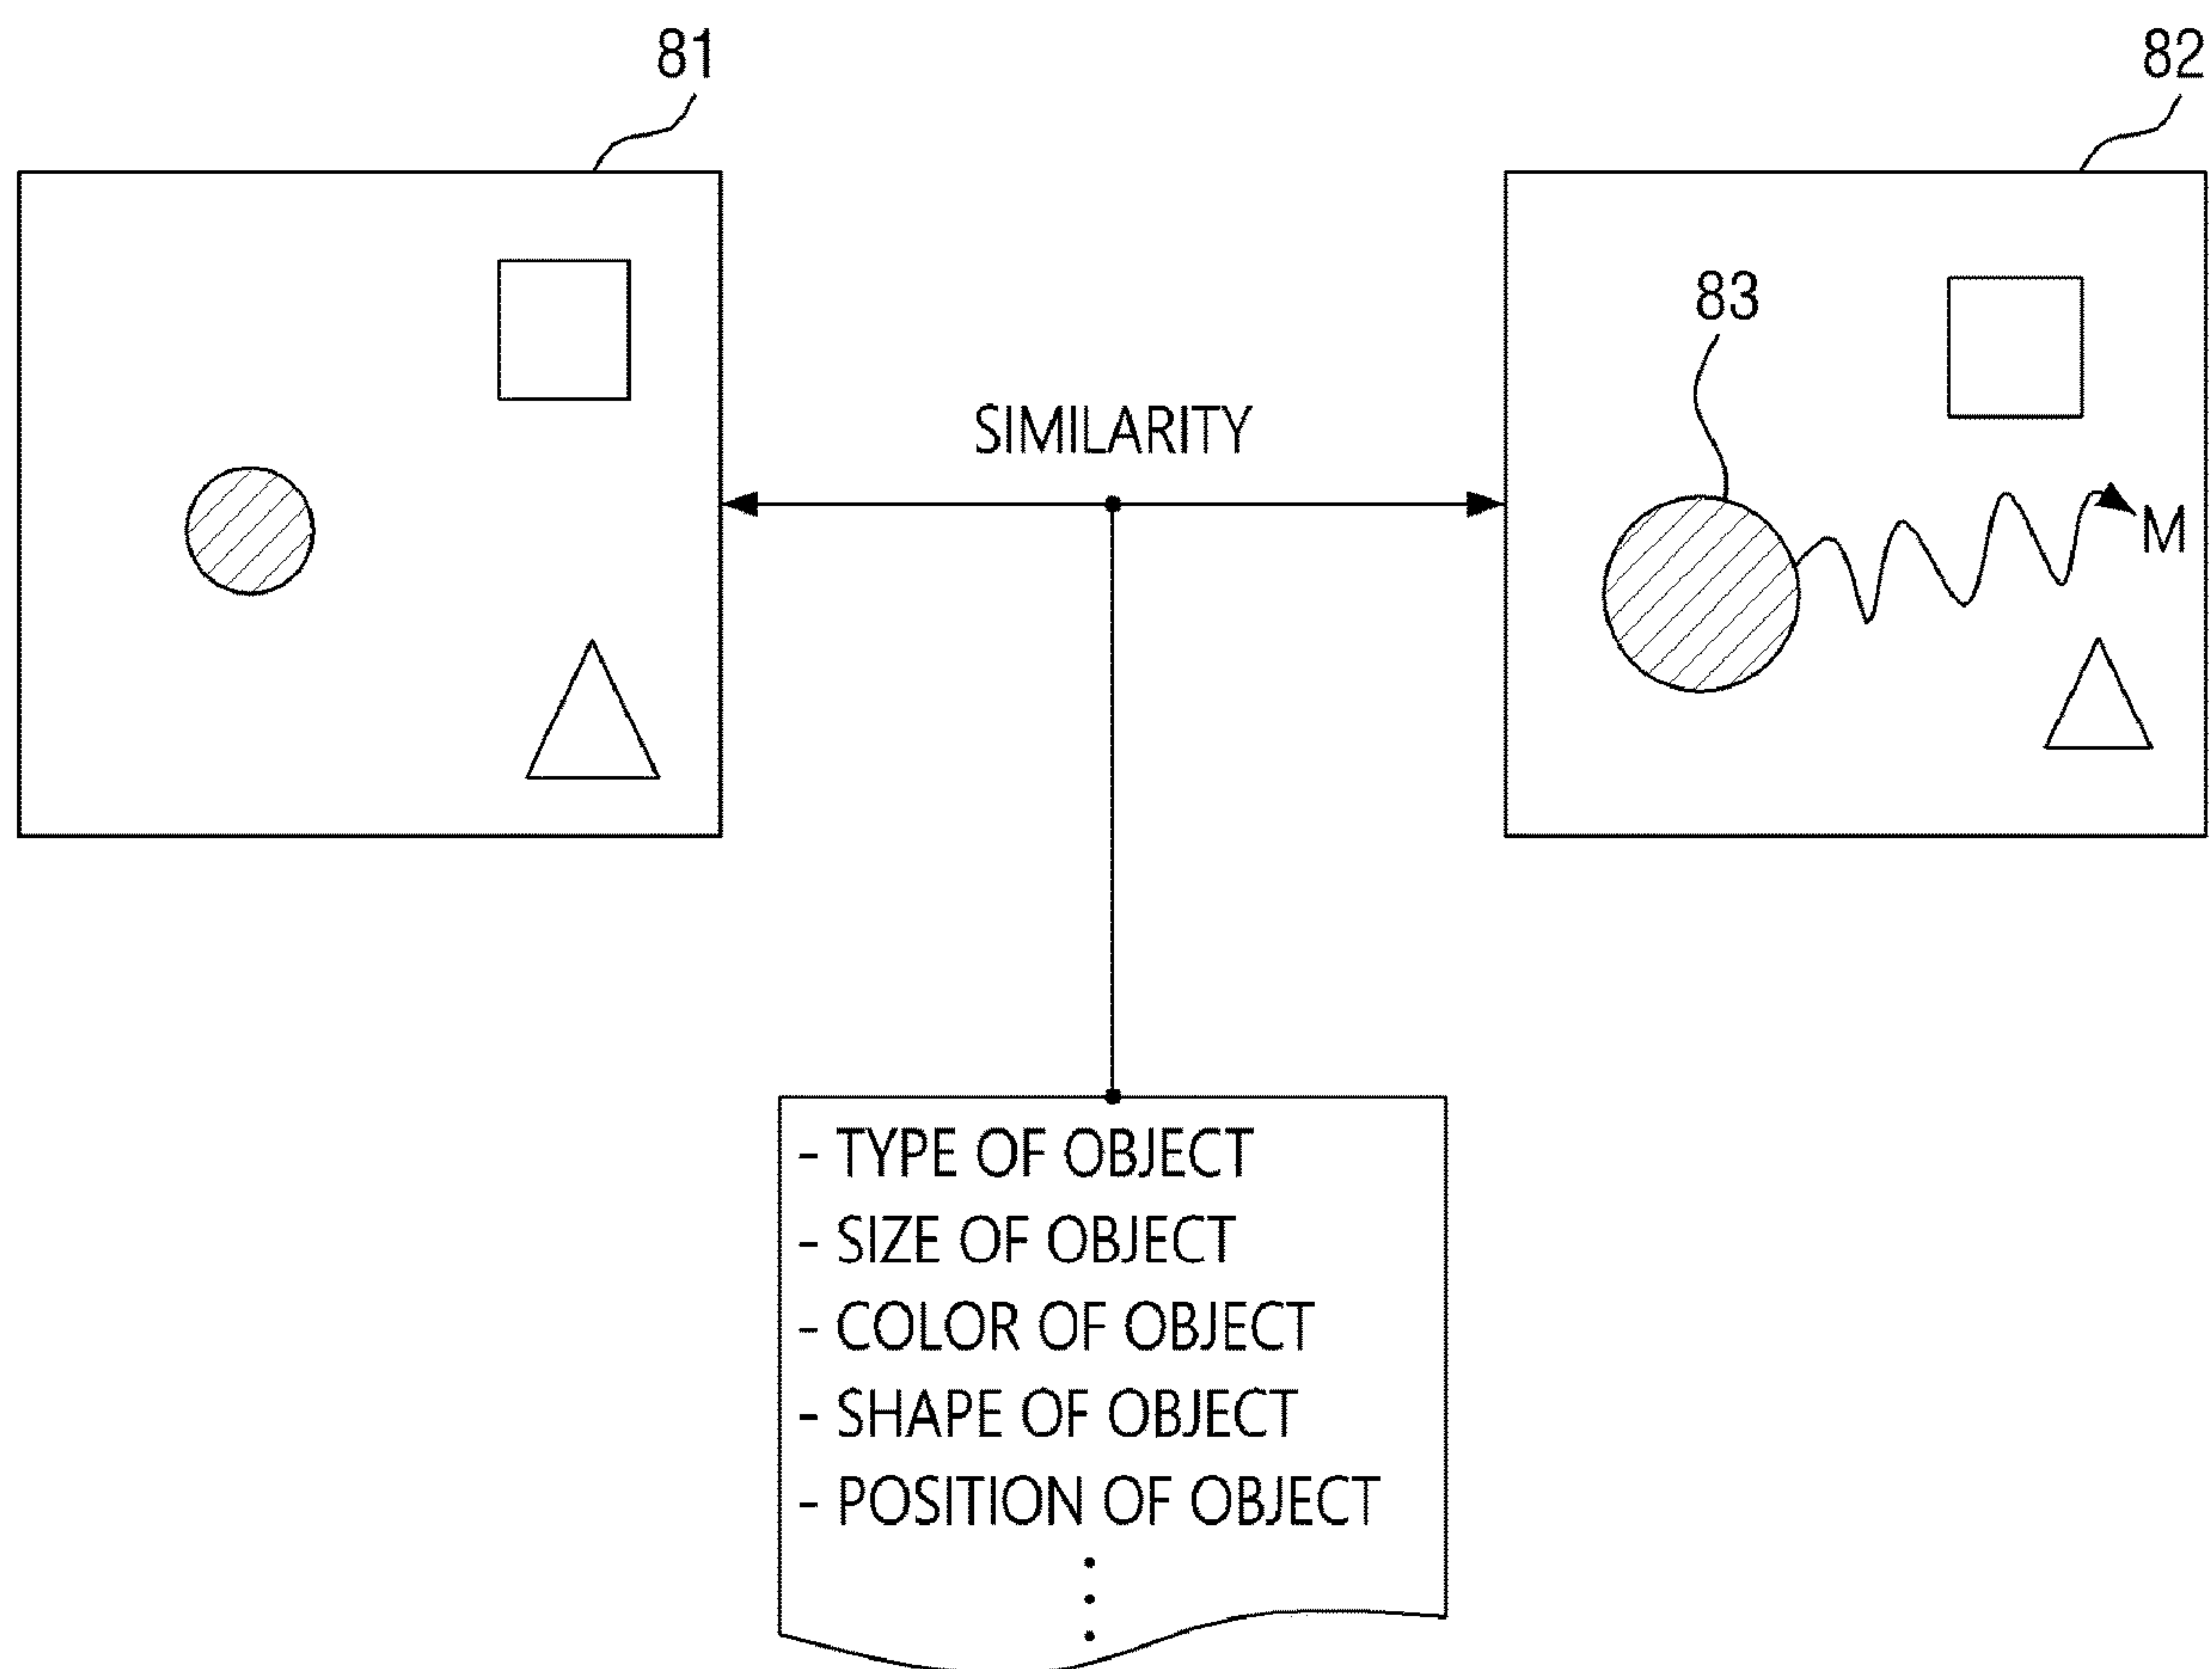 81
82
83
SIMILARITY
M
- TYPE OF OBJECT
- SIZE OF OBJECT
- COLOR OF OBJECT
- SHAPE OF OBJECT
- POSITION OF OBJECT